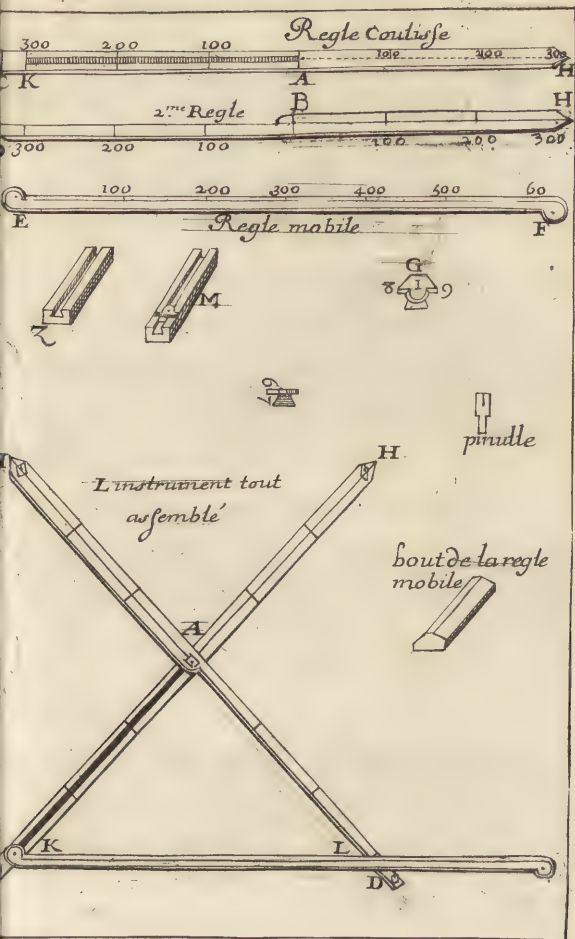 Regle Coulisse
300 200 100 100 200 300
K A H
2.me Regle B H
300 200 100 100 200 300
100 200 300 400 500 60
E Regle mobile F
Z M G
8 I 9
pinulle
H
L instrument tout
assemblé
bout de la regle
mobile
A
K L
D